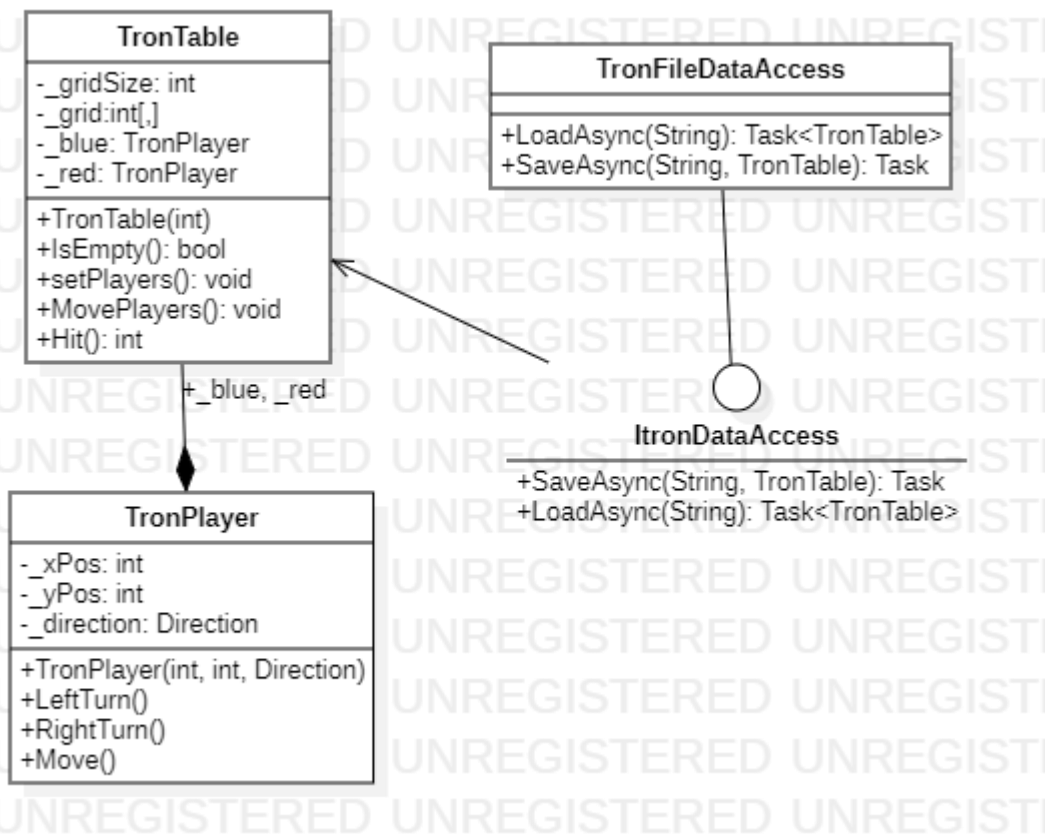 TronTable
-_gridSize: int
-_grid:int[,]
-_blue: TronPlayer
-_red: TronPlayer
+TronTable(int)
+IsEmpty(): bool
+setPlayers(): void
+MovePlayers(): void
+Hit(): int
+_blue, _red
TronPlayer
-_xPos: int
-_yPos: int
-_direction: Direction
+TronPlayer(int, int, Direction)
+LeftTurn()
+RightTurn()
+Move()
TronFileDataAccess
+LoadAsync(String): Task<TronTable>
+SaveAsync(String, TronTable): Task
ItronDataAccess
+SaveAsync(String, TronTable): Task
+LoadAsync(String): Task<TronTable>
UNREGISTERED